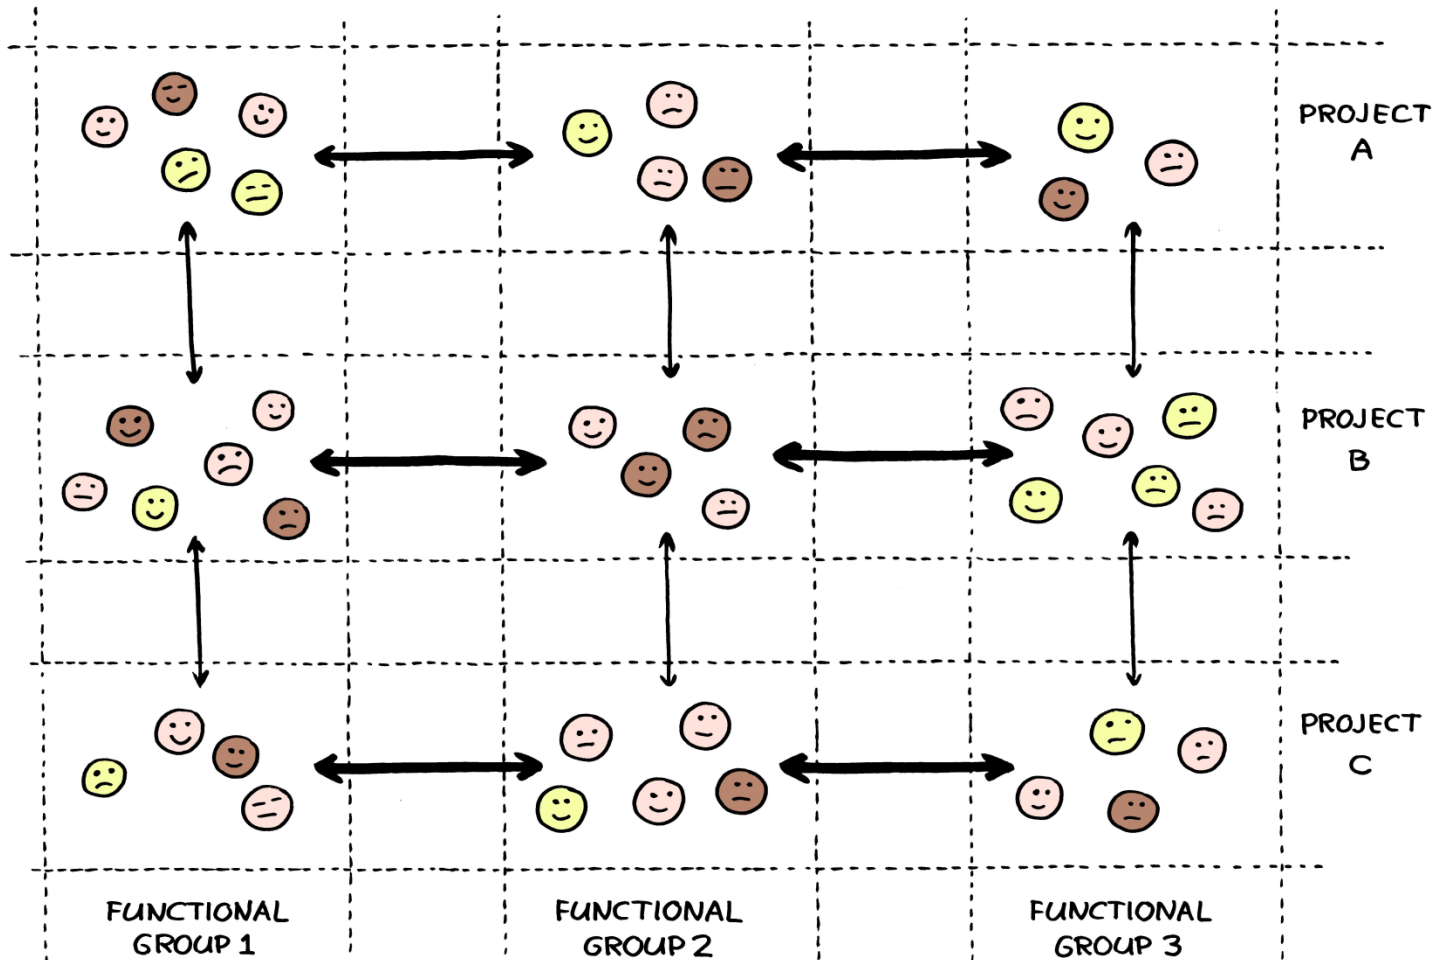 PROJECT
A
PROJECT
B
PROJECT
C
FUNCTIONAL
GROUP 1
FUNCTIONAL
GROUP 2
FUNCTIONAL
GROUP 3